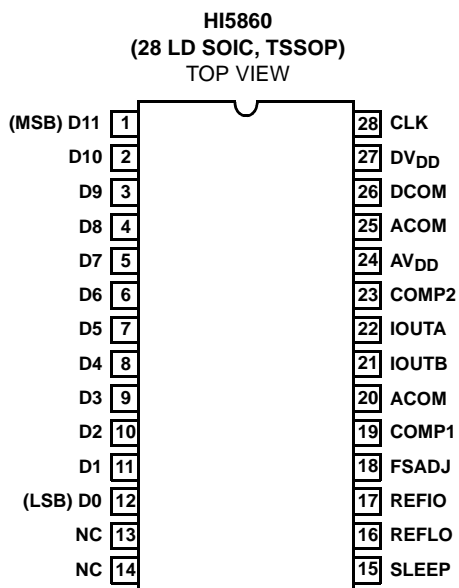 HI5860
(28 LD SOIC, TSSOP)
TOP VIEW
(MSB) D11 1 28 CLK
D10 2 27 DVDD
D9 3 26 DCOM
D8 4 25 ACOM
D7 5 24 AVDD
D6 6 23 COMP2
D5 7 22 IOUTA
D4 8 21 IOUTB
D3 9 20 ACOM
D2 10 19 COMP1
D1 11 18 FSADJ
(LSB) D0 12 17 REFIO
NC 13 16 REFLO
NC 14 15 SLEEP